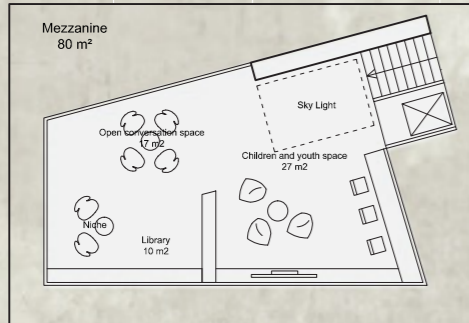 Mezzanine
80 m²
Sky Light
Open conversation space
17 m2
Children and youth space
27 m2
Niche
Library
10 m2